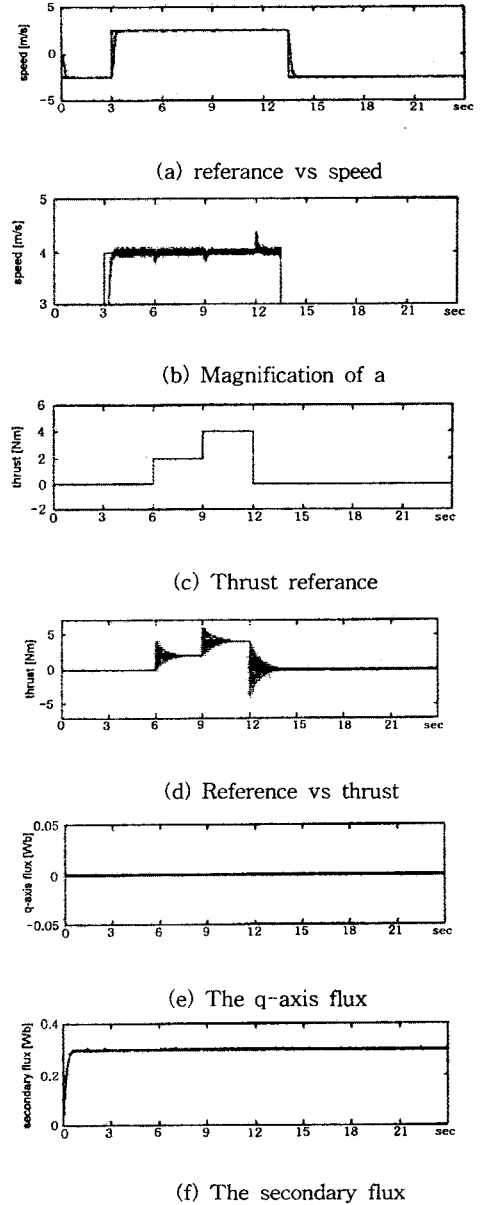 5
speed [m/s]
0
-5
0 3 6 9 12 15 18 21 sec
(a) referance vs speed
5
speed [m/s]
4
3
0 3 6 9 12 15 18 21 sec
(b) Magnification of a
6
thrust [Nm]
4
2
0
-2
0 3 6 9 12 15 18 21 sec
(c) Thrust referance
thrust [Nm]
5
0
-5
0 3 6 9 12 15 18 21 sec
(d) Reference vs thrust
0.05
q-axis flux [Wb]
0
-0.05
0 3 6 9 12 15 18 21 sec
(e) The q-axis flux
0.4
secondary flux [Wb]
0.2
0
0 3 6 9 12 15 18 21 sec
(f) The secondary flux